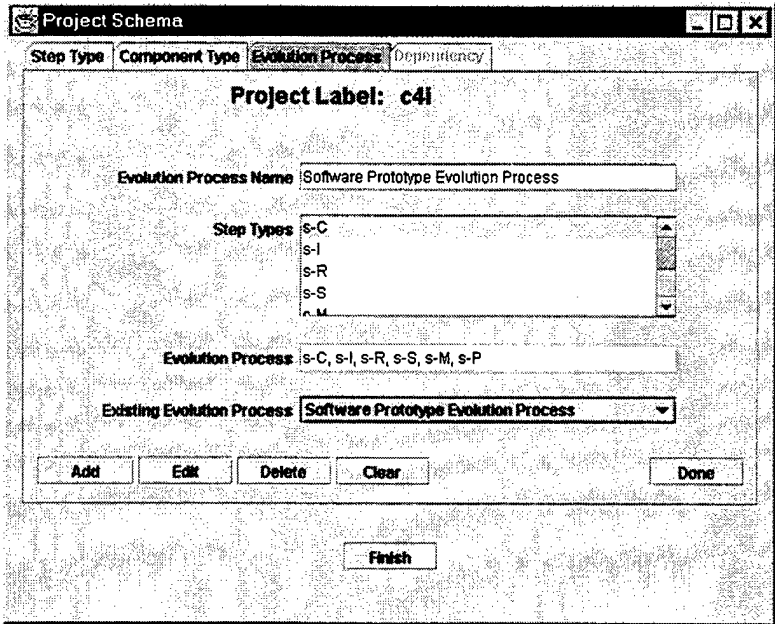 Project Schema
Step Type Component Type Evolution Process Dependency
Project Label: c4i
Evolution Process Name Software Prototype Evolution Process
Step Types s-C
s-I
s-R
s-S
s-M
Evolution Process s-C, s-I, s-R, s-S, s-M, s-P
Existing Evolution Process Software Prototype Evolution Process
Add Edit Delete Clear Done
Finish